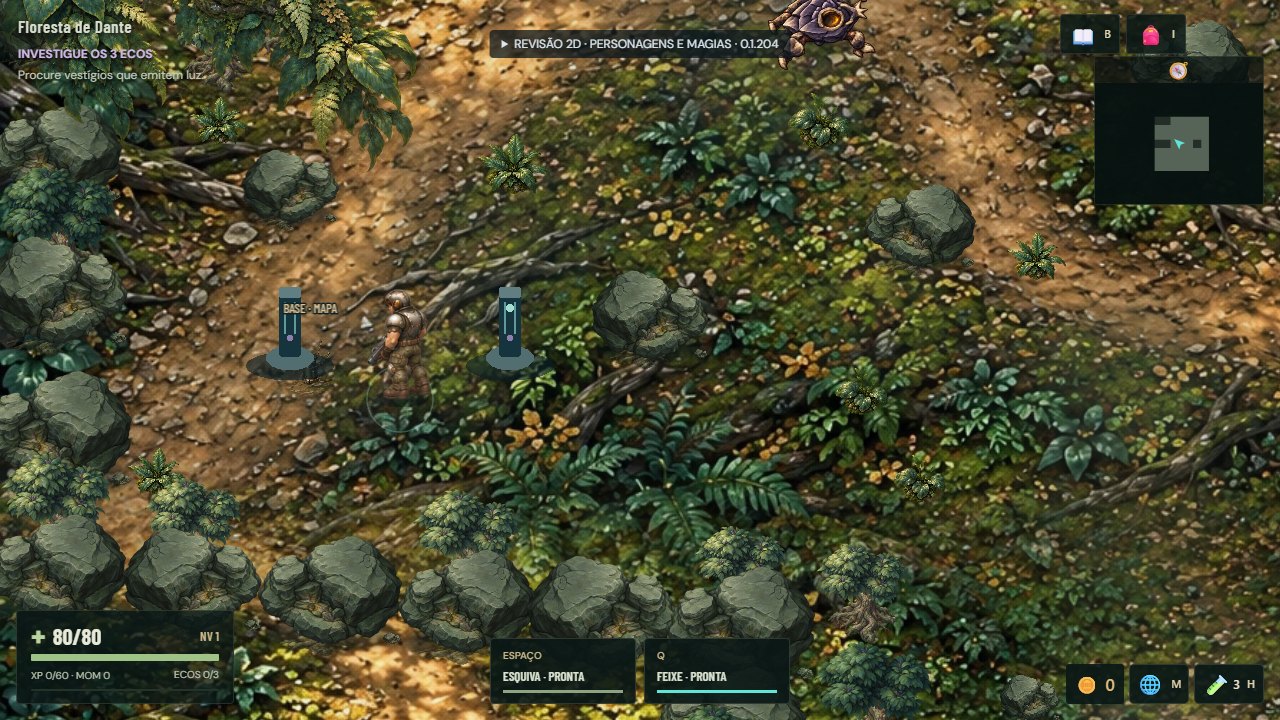 Floresta de Dante
INVESTIGUE OS 3 ECOS
Procure vestígios que emitem luz.
▶ REVISÃO 2D · PERSONAGENS E MAGIAS · 0.1.204
B
I
BASE · MAPA
80/80
NV 1
XP 0/60 · MOM 0
ECOS 0/3
ESPAÇO
ESQUIVA · PRONTA
Q
FEIXE · PRONTA
0
M
3 H